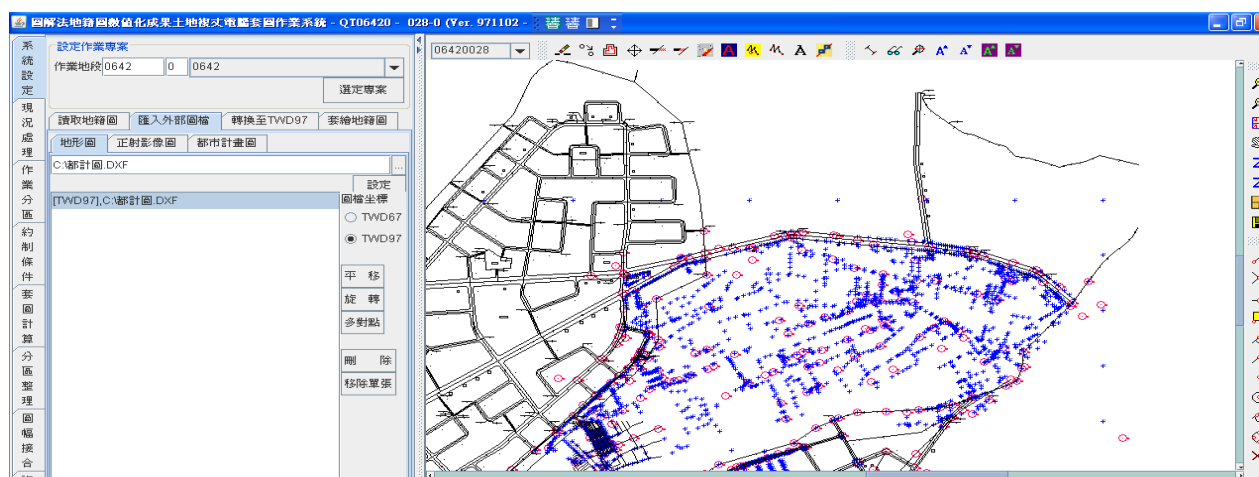 圖解法地籍圖數值化成果土地複丈電腦套圖作業系統 - QT06420 - 028-0 (Ver. 971102 -
系統設定
現況處理
作業分區
約制條件
套圖計算
分區整理
圖幅接合
設定作業專案
作業地段 0642 0 0642
選定專案
讀取地籍圖 匯入外部圖檔 轉換至TWD97 套繪地籍圖
地形圖 正射影像圖 都市計畫圖
C:\都計圖.DXF ...
設定
[TWD97],C:\都計圖.DXF
圖檔坐標
TWD67
TWD97
平 移
旋 轉
多對點
刪 除
移除單張
06420028